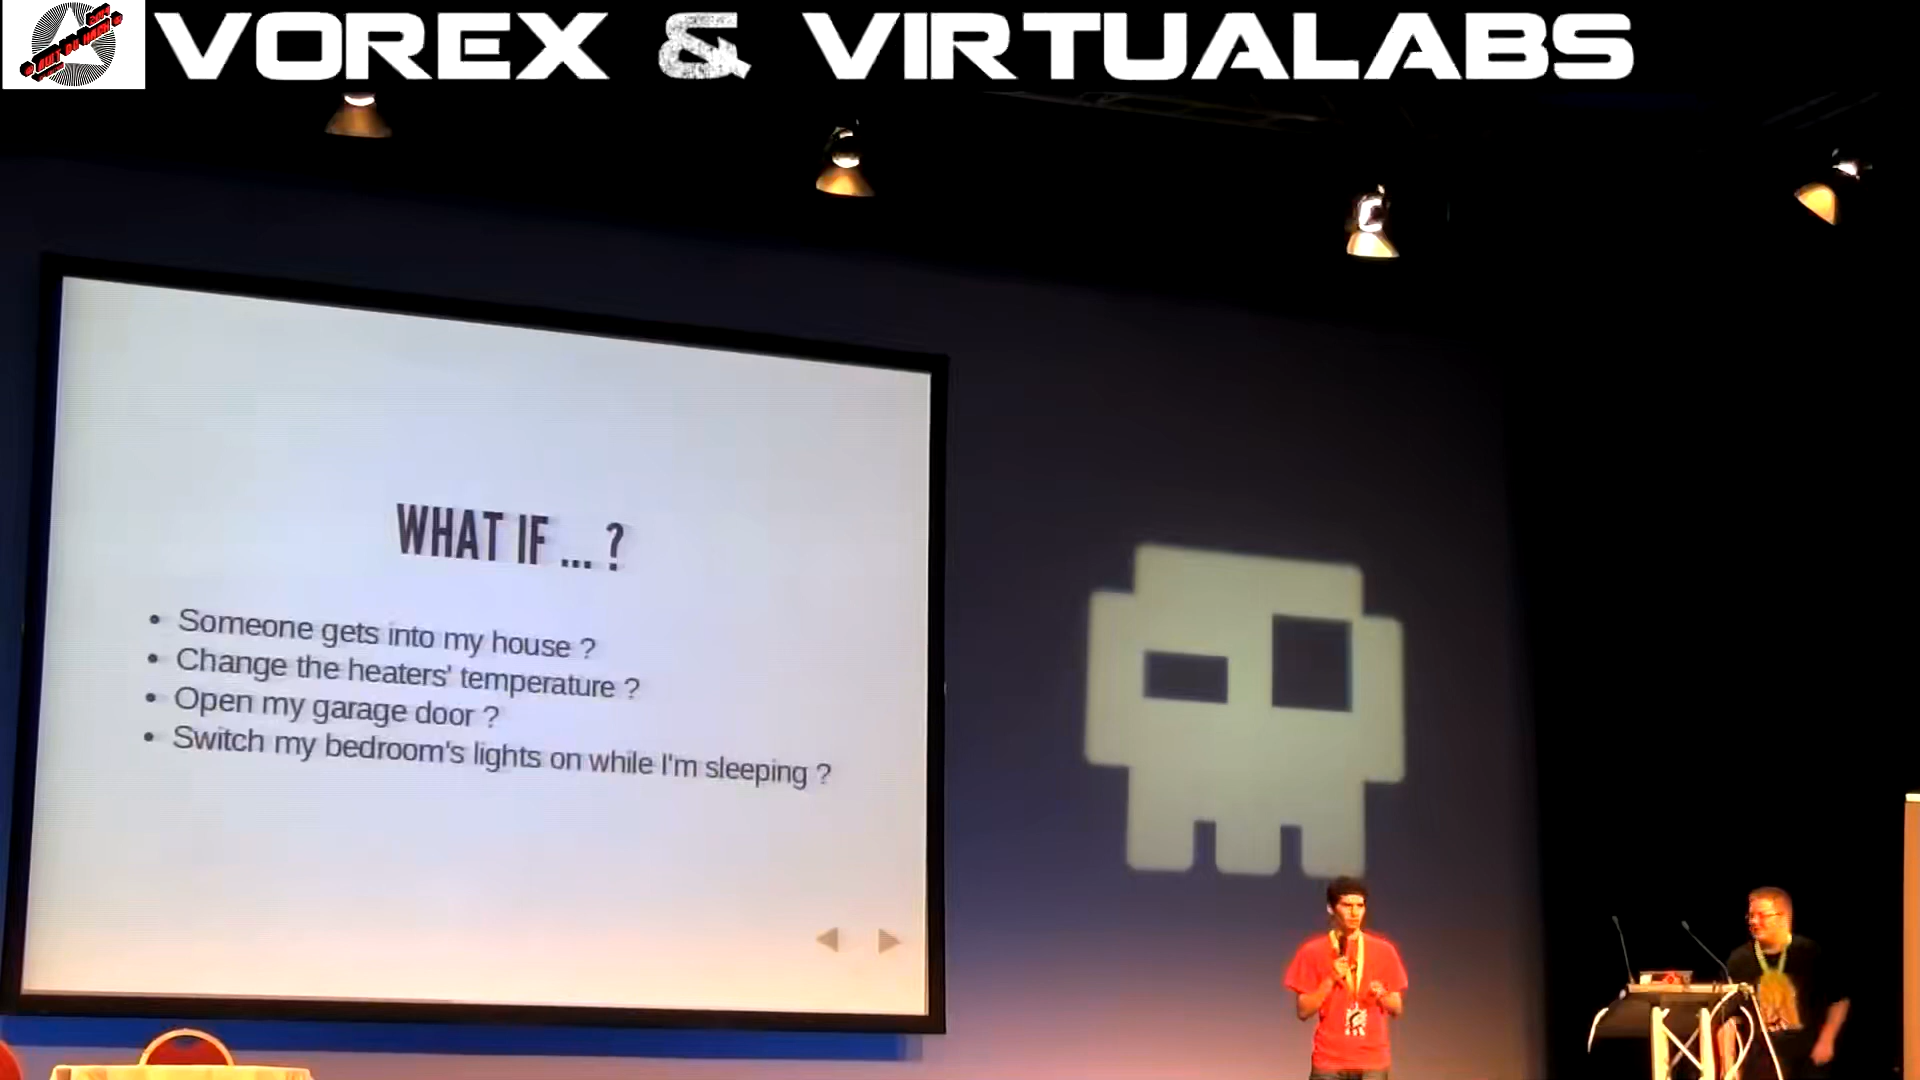 VOREX & VIRTUALABS
WHAT IF ... ?
• Someone gets into my house ?
• Change the heaters' temperature ?
• Open my garage door ?
• Switch my bedroom's lights on while I'm sleeping ?